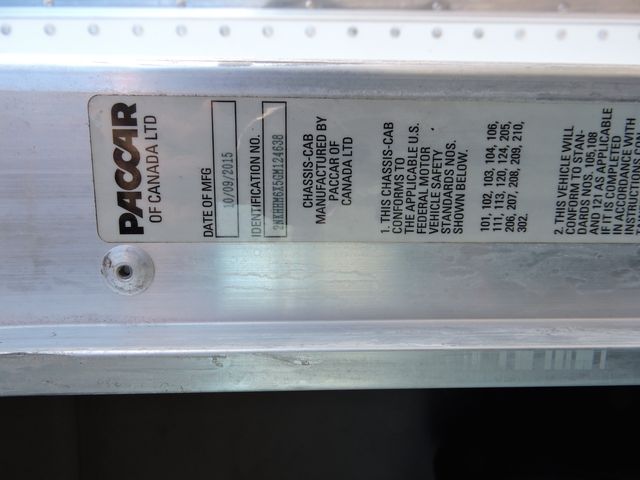 PACCAR
OF CANADA LTD
DATE OF MFG
10/09/2015
IDENTIFICATION NO.
CHASSIS-CAB
MANUFACTURED BY
PACCAR OF
CANADA LTD
1. THIS CHASSIS-CAB
CONFORMS TO
THE APPLICABLE U.S.
FEDERAL MOTOR
VEHICLE SAFETY
STANDARDS NOS.
SHOWN BELOW.
101, 102, 103, 104, 106,
111, 113, 120, 124, 205,
206, 207, 208, 209, 210,
302.
2. THIS VEHICLE WILL
CONFORM TO STAN-
DARDS NOS. 105, 108
AND 121 AS APPLICABLE
IF IT IS COMPLETED
IN ACCORDANCE WITH
INSTRUCTION